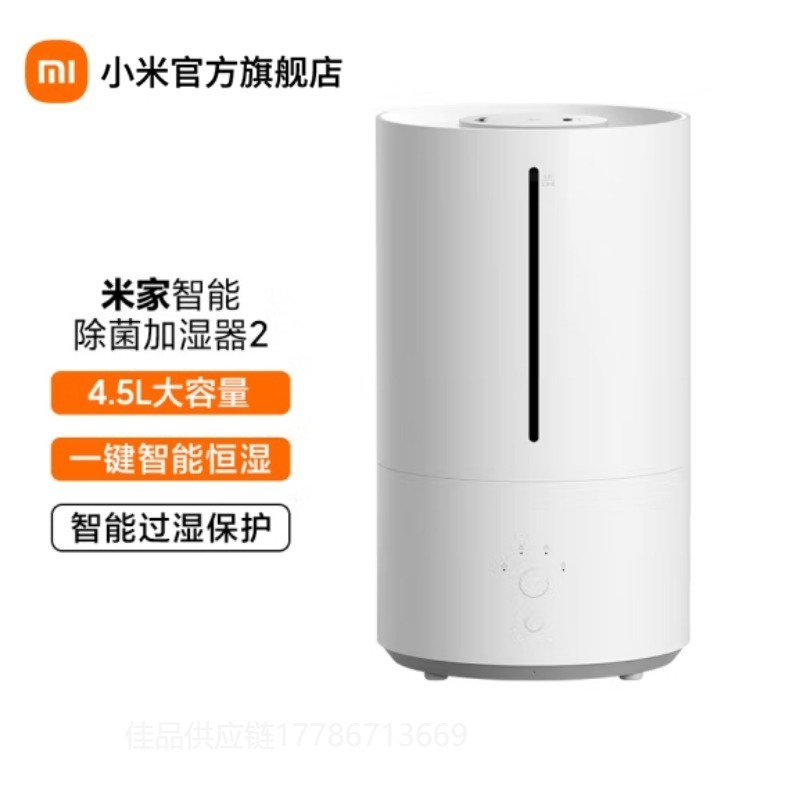 mi
小米官方旗舰店
米家智能
除菌加湿器2
4.5L大容量
一键智能恒湿
智能过湿保护
佳品供应链17786713669